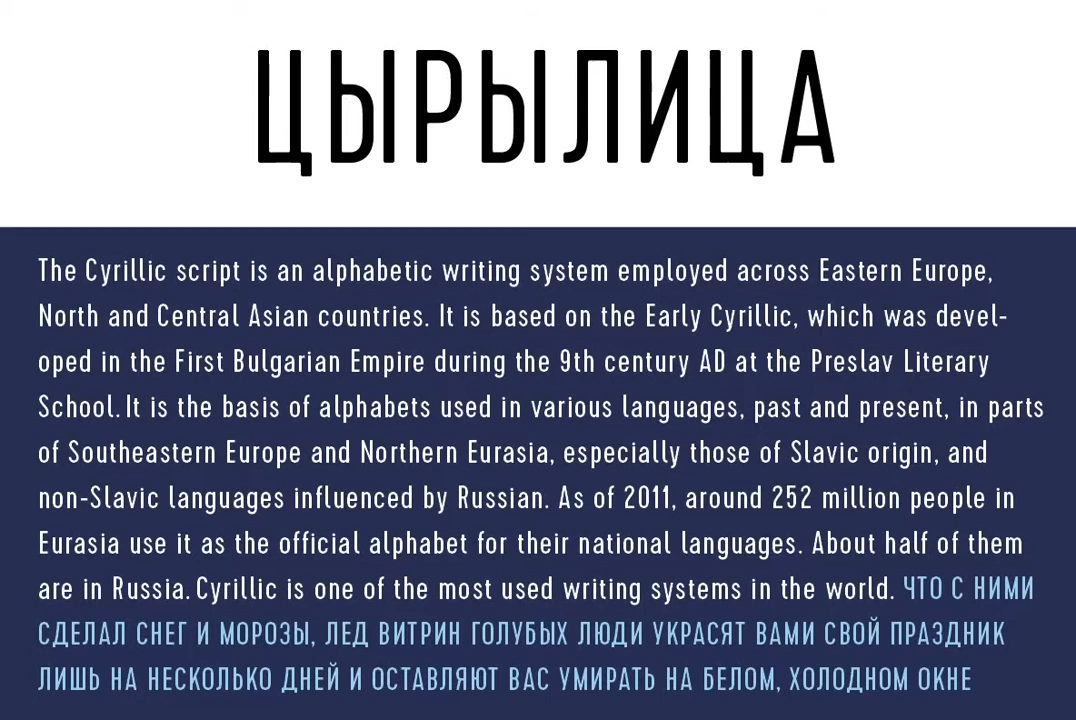 ЦЫРЫЛИЦА
The Cyrillic script is an alphabetic writing system employed across Eastern Europe,
North and Central Asian countries. It is based on the Early Cyrillic, which was devel-
oped in the First Bulgarian Empire during the 9th century AD at the Preslav Literary
School. It is the basis of alphabets used in various languages, past and present, in parts
of Southeastern Europe and Northern Eurasia, especially those of Slavic origin, and
non-Slavic languages influenced by Russian. As of 2011, around 252 million people in
Eurasia use it as the official alphabet for their national languages. About half of them
are in Russia. Cyrillic is one of the most used writing systems in the world. ЧТО С НИМИ
СДЕЛАЛ СНЕГ И МОРОЗЫ, ЛЕД ВИТРИН ГОЛУБЫХ ЛЮДИ УКРАСЯТ ВАМИ СВОЙ ПРАЗДНИК
ЛИШЬ НА НЕСКОЛЬКО ДНЕЙ И ОСТАВЛЯЮТ ВАС УМИРАТЬ НА БЕЛОМ, ХОЛОДНОМ ОКНЕ